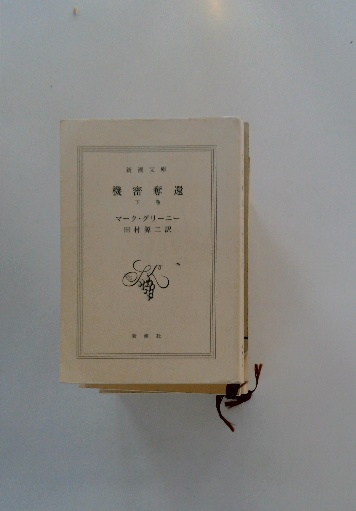 新潮文庫
機密奪還
下巻
マーク・グリーニー
田村源二訳
新潮社